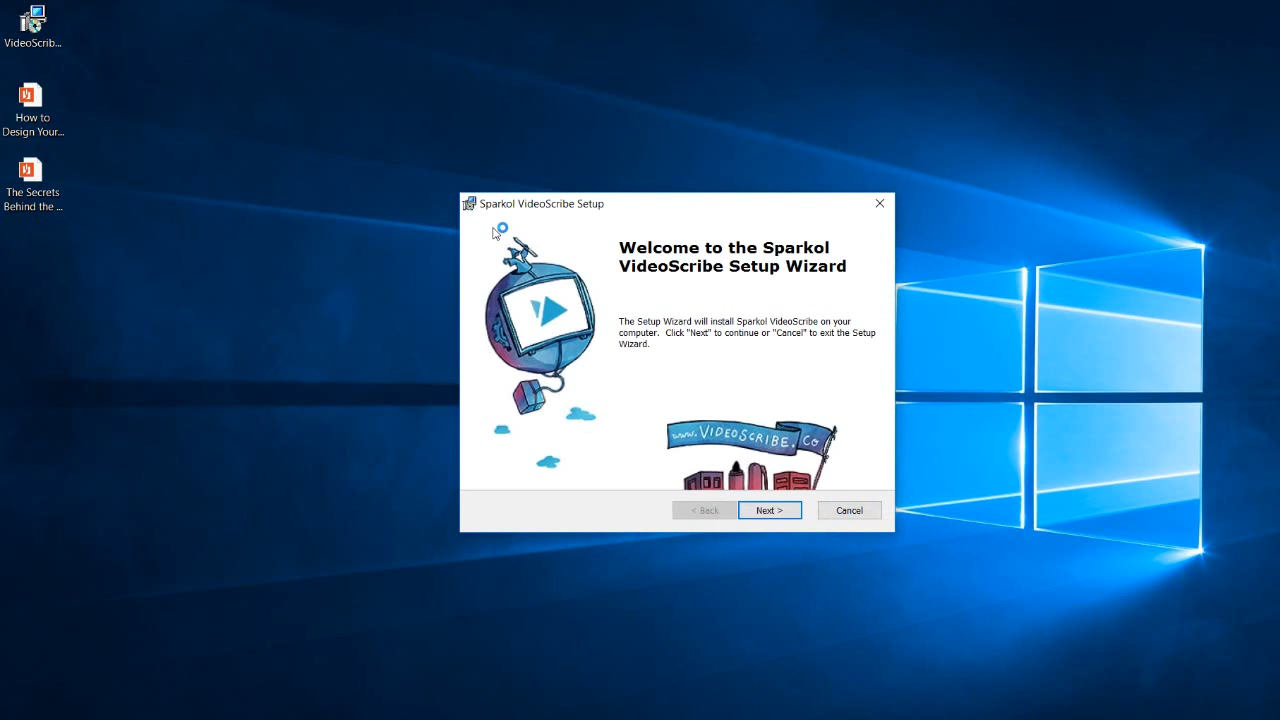 VideoScrib...
How to
Design Your...
The Secrets
Behind the ...
Sparkol VideoScribe Setup
Welcome to the Sparkol
VideoScribe Setup Wizard
The Setup Wizard will install Sparkol VideoScribe on your
computer. Click "Next" to continue or "Cancel" to exit the Setup
Wizard.
www.VIDEOSCRIBE.Co
< Back
Next >
Cancel